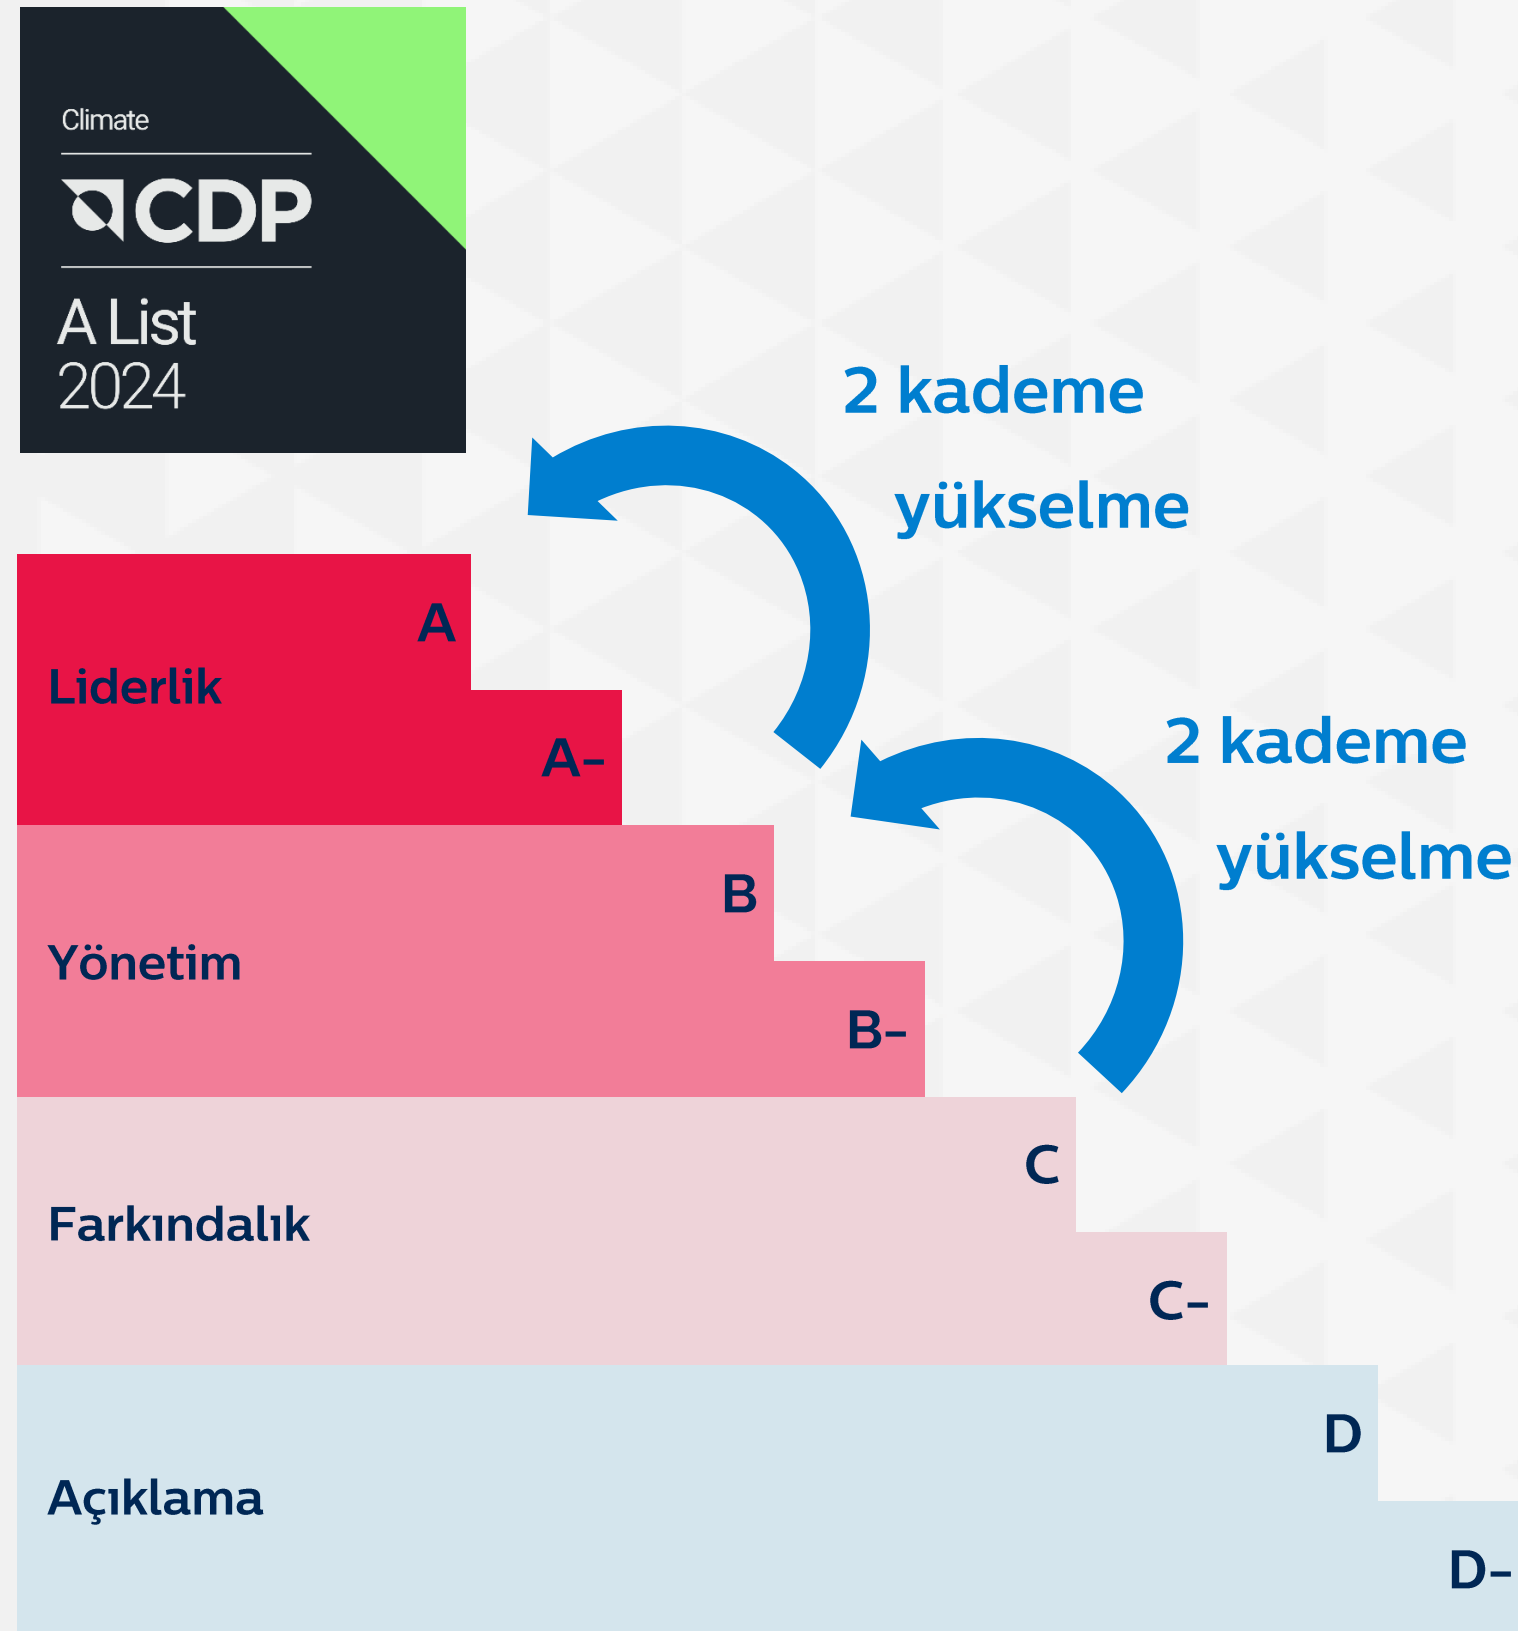 Climate
CDP
A List
2024
2 kademe
yükselme
2 kademe
yükselme
A
Liderlik
A-
B
Yönetim
B-
C
Farkındalık
C-
D
Açıklama
D-